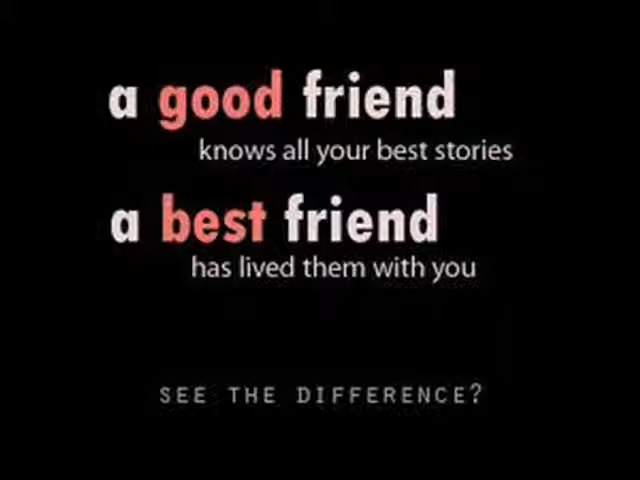 a good friend
knows all your best stories
a best friend
has lived them with you
SEE THE DIFFERENCE?